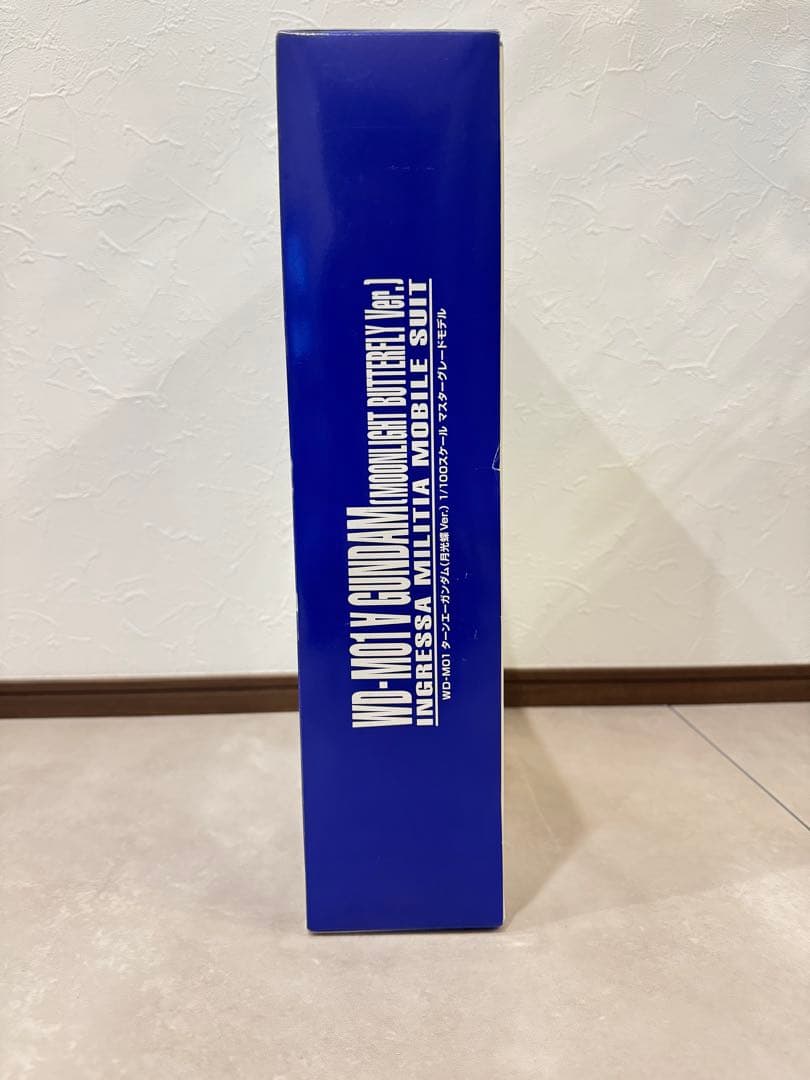 WD-M01 ∀ GUNDAM (MOONLIGHT BUTTERFLY Ver.)
INGRESSA MILITIA MOBILE SUIT
WD-M01 ターンエーガンダム(月光蝶Ver.) 1/100スケール マスターグレードモデル